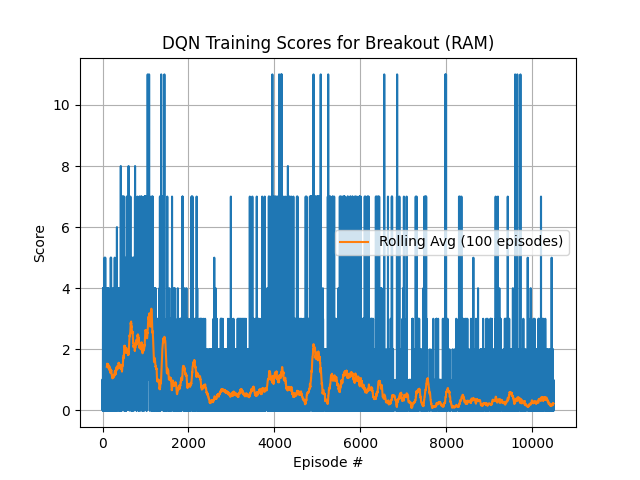 DQN Training Scores for Breakout (RAM)
10
8
6
4
2
0
Score
Rolling Avg (100 episodes)
0 2000 4000 6000 8000 10000
Episode #